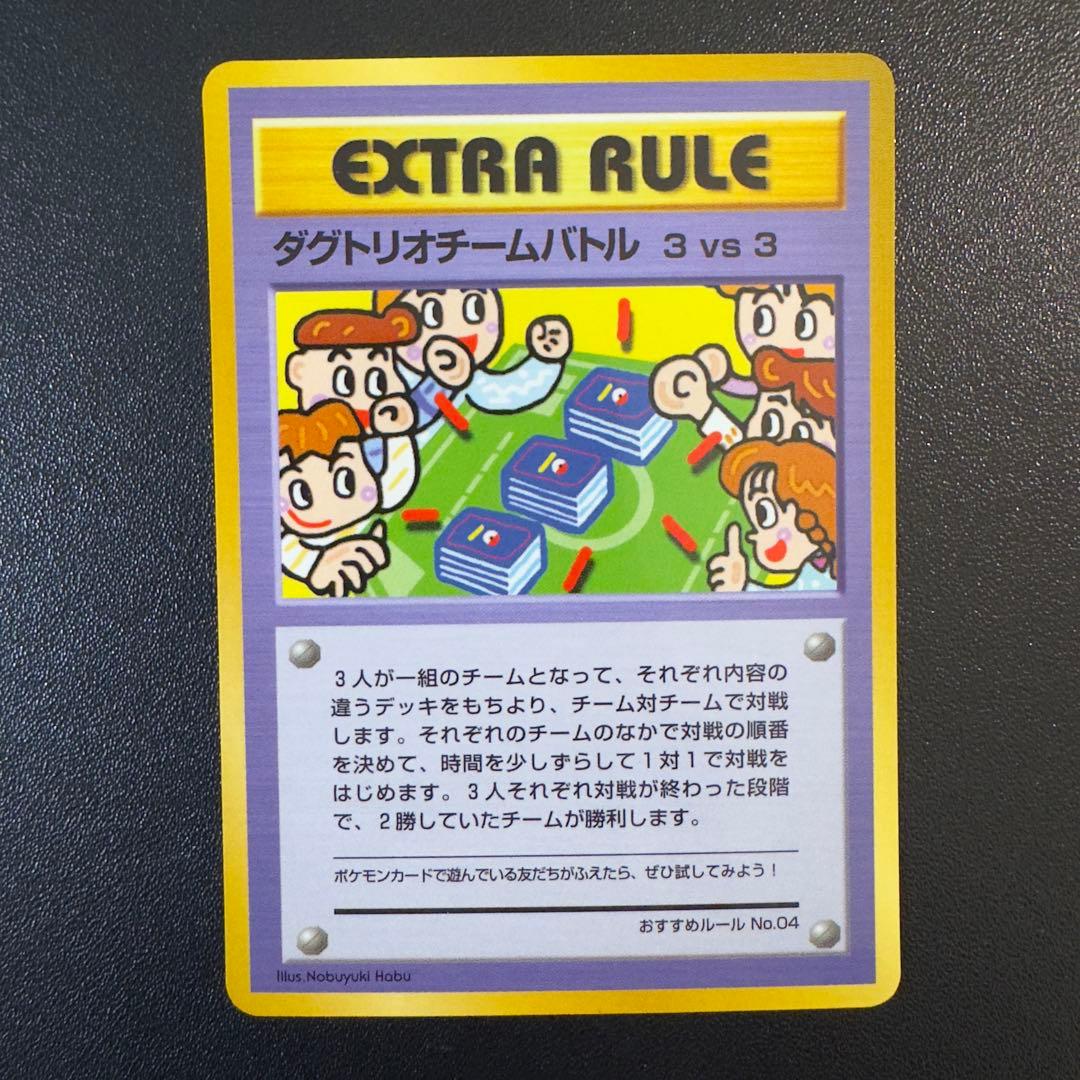 EXTRA RULE
ダグトリオチームバトル 3 vs 3
3人が一組のチームとなって、それぞれ内容の
違うデッキをもちより、チーム対チームで対戦
します。それぞれのチームのなかで対戦の順番
を決めて、時間を少しずらして1対1で対戦を
はじめます。3人それぞれ対戦が終わった段階
で、2勝していたチームが勝利します。
ポケモンカードで遊んでいる友だちがふえたら、ぜひ試してみよう！
おすすめルール No.04
Illus.Nobuyuki Habu